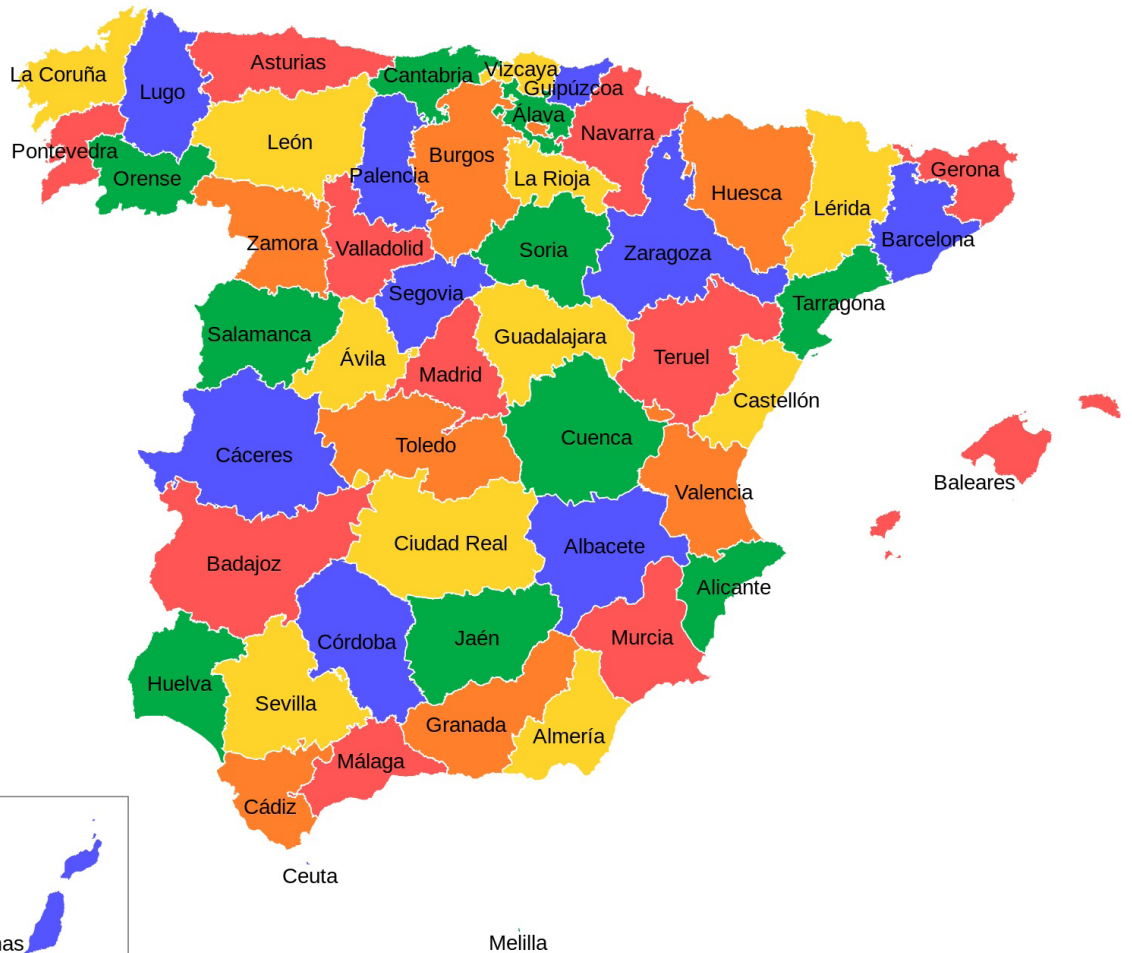 La Coruña
Lugo
Asturias
Cantabria
Vizcaya
Guipúzcoa
Álava
Navarra
Pontevedra
Orense
León
Palencia
Burgos
La Rioja
Huesca
Lérida
Gerona
Barcelona
Zamora
Valladolid
Soria
Zaragoza
Segovia
Tarragona
Salamanca
Ávila
Madrid
Guadalajara
Teruel
Castellón
Cáceres
Toledo
Cuenca
Valencia
Baleares
Badajoz
Ciudad Real
Albacete
Alicante
Huelva
Sevilla
Córdoba
Jaén
Murcia
Granada
Almería
Málaga
Cádiz
Ceuta
Melilla